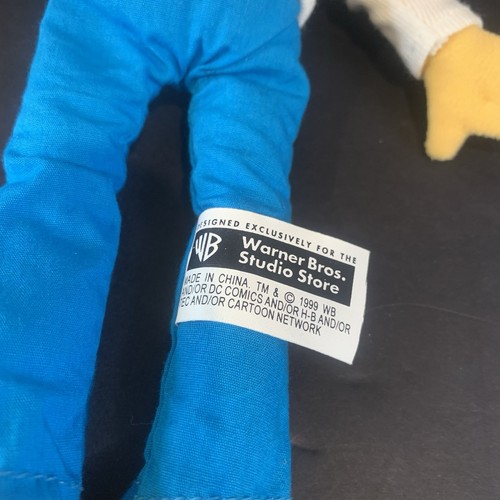 DESIGNED EXCLUSIVELY FOR THE
WB Warner Bros.
Studio Store
MADE IN CHINA. TM & © 1999 WB
AND/OR DC COMICS AND/OR H-B AND/OR
TEC AND/OR CARTOON NETWORK